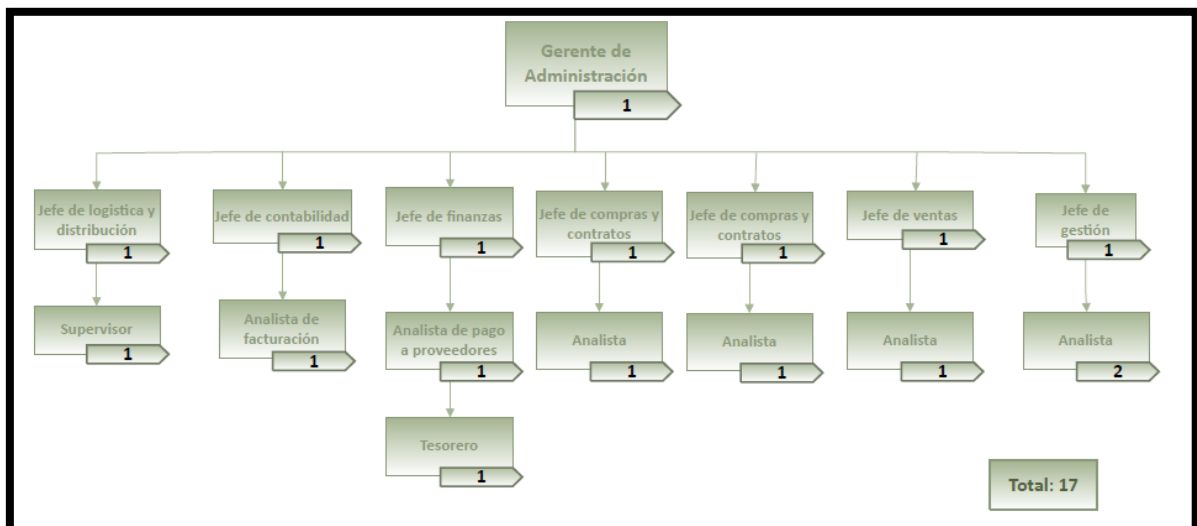 Gerente de
Administración
1
Jefe de logistica y
distribución
1
Jefe de contabilidad
1
Jefe de finanzas
1
Jefe de compras y
contratos
1
Jefe de compras y
contratos
1
Jefe de ventas
1
Jefe de
gestión
1
Supervisor
1
Analista de
facturación
1
Analista de pago
a proveedores
1
Analista
1
Analista
1
Analista
1
Analista
2
Tesorero
1
Total: 17